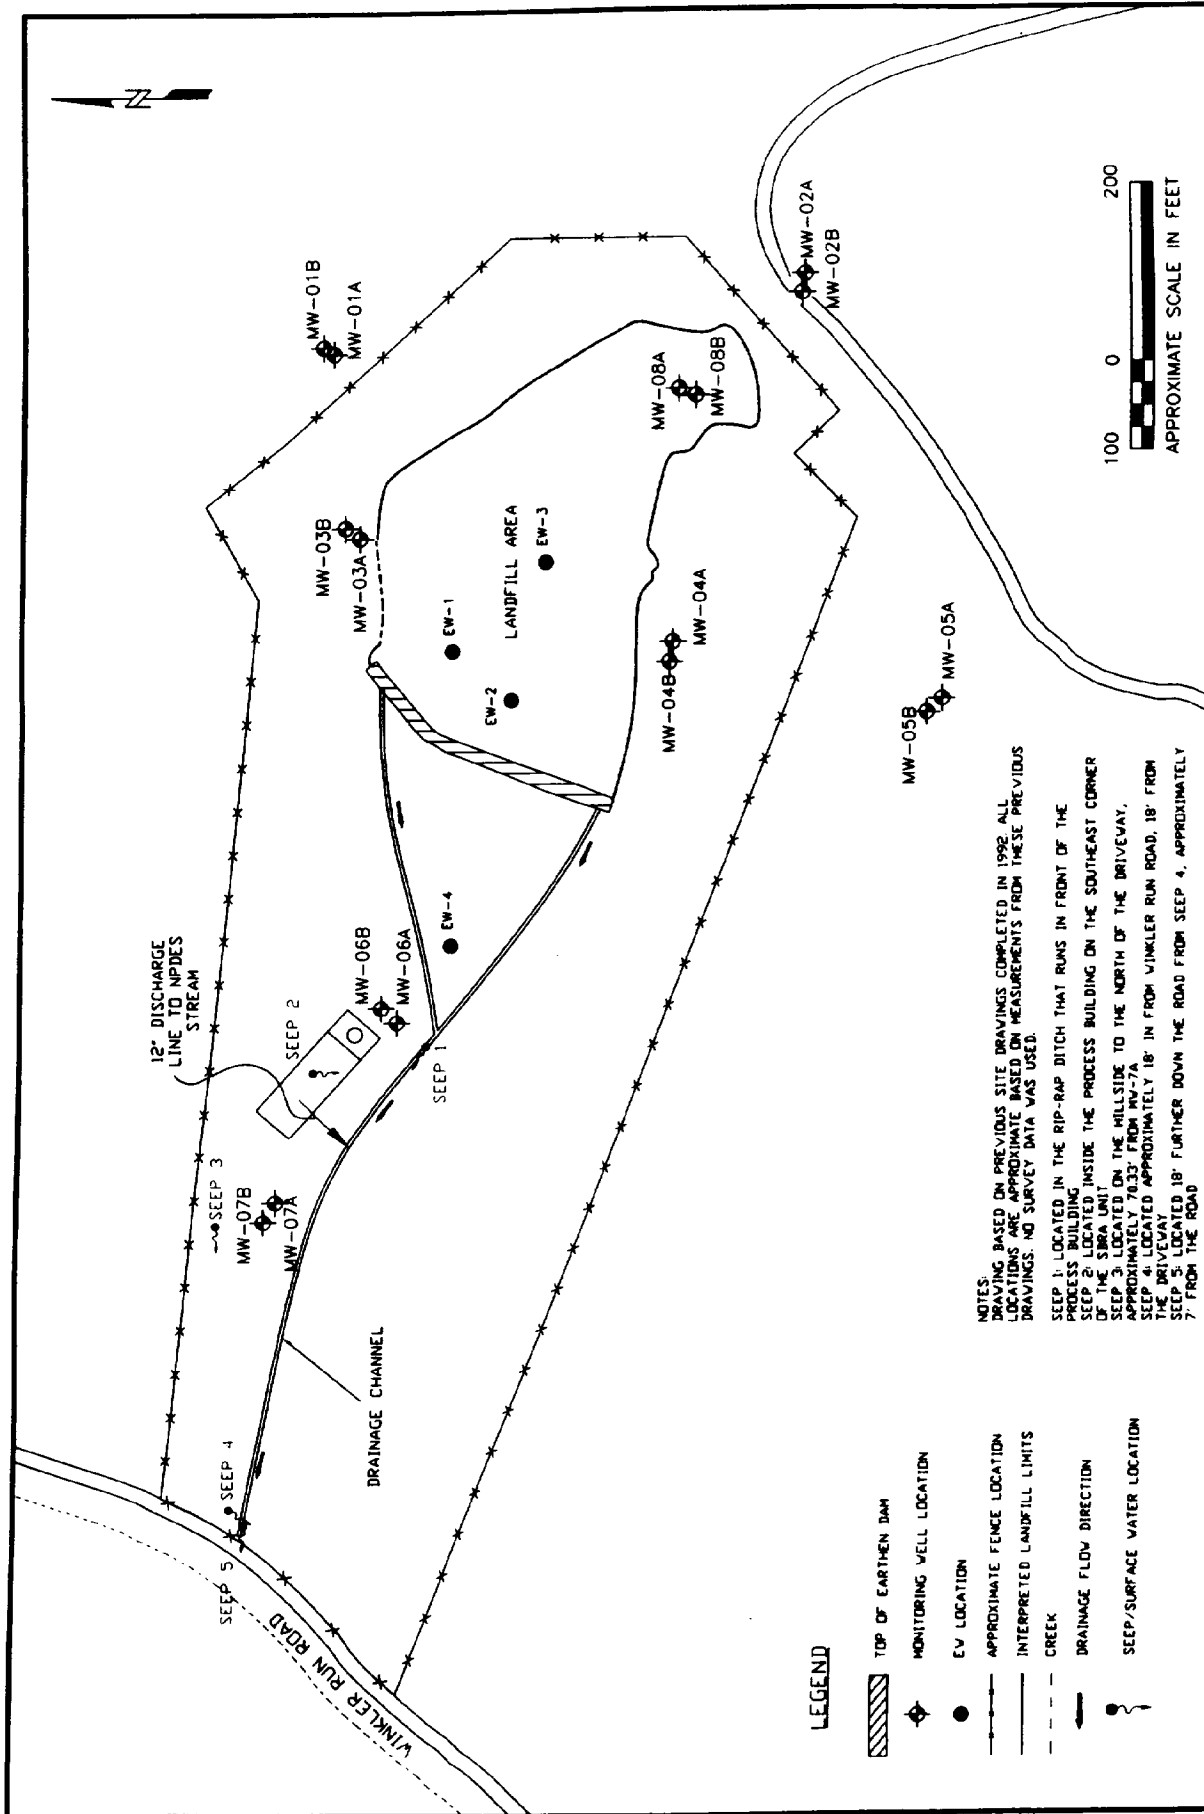 MW-01B
MW-01A
MW-02A
MW-02B
MW-03B
MW-03A
MW-08A
MW-08B
EW-1
EW-2
EW-3
LANDFILL AREA
MW-04A
MW-04B
MW-05A
MW-05B
EW-4
MW-06B
MW-06A
12" DISCHARGE
LINE TO NPDES
STREAM
SEEP 2
SEEP 1
SEEP 3
MW-07B
MW-07A
DRAINAGE CHANNEL
SEEP 4
SEEP 5
WINKLER RUN ROAD
LEGEND
TOP OF EARTHEN DAM
MONITORING WELL LOCATION
EW LOCATION
APPROXIMATE FENCE LOCATION
INTERPRETED LANDFILL LIMITS
CREEK
DRAINAGE FLOW DIRECTION
SEEP/SURFACE WATER LOCATION
NOTES:
DRAWING BASED ON PREVIOUS SITE DRAWINGS COMPLETED IN 1992. ALL
LOCATIONS ARE APPROXIMATE BASED ON MEASUREMENTS FROM THESE PREVIOUS
DRAWINGS. NO SURVEY DATA WAS USED.
SEEP 1: LOCATED IN THE RIP-RAP DITCH THAT RUNS IN FRONT OF THE
PROCESS BUILDING
SEEP 2: LOCATED INSIDE THE PROCESS BUILDING ON THE SOUTHEAST CORNER
OF THE SBRA UNIT
SEEP 3: LOCATED ON THE HILLSIDE TO THE NORTH OF THE DRIVEWAY,
APPROXIMATELY 70.33' FROM MW-7A
SEEP 4: LOCATED APPROXIMATELY 18' IN FROM WINKLER RUN ROAD, 18' FROM
THE DRIVEWAY
SEEP 5: LOCATED 18' FURTHER DOWN THE ROAD FROM SEEP 4, APPROXIMATELY
7' FROM THE ROAD
100 0 200
APPROXIMATE SCALE IN FEET
N